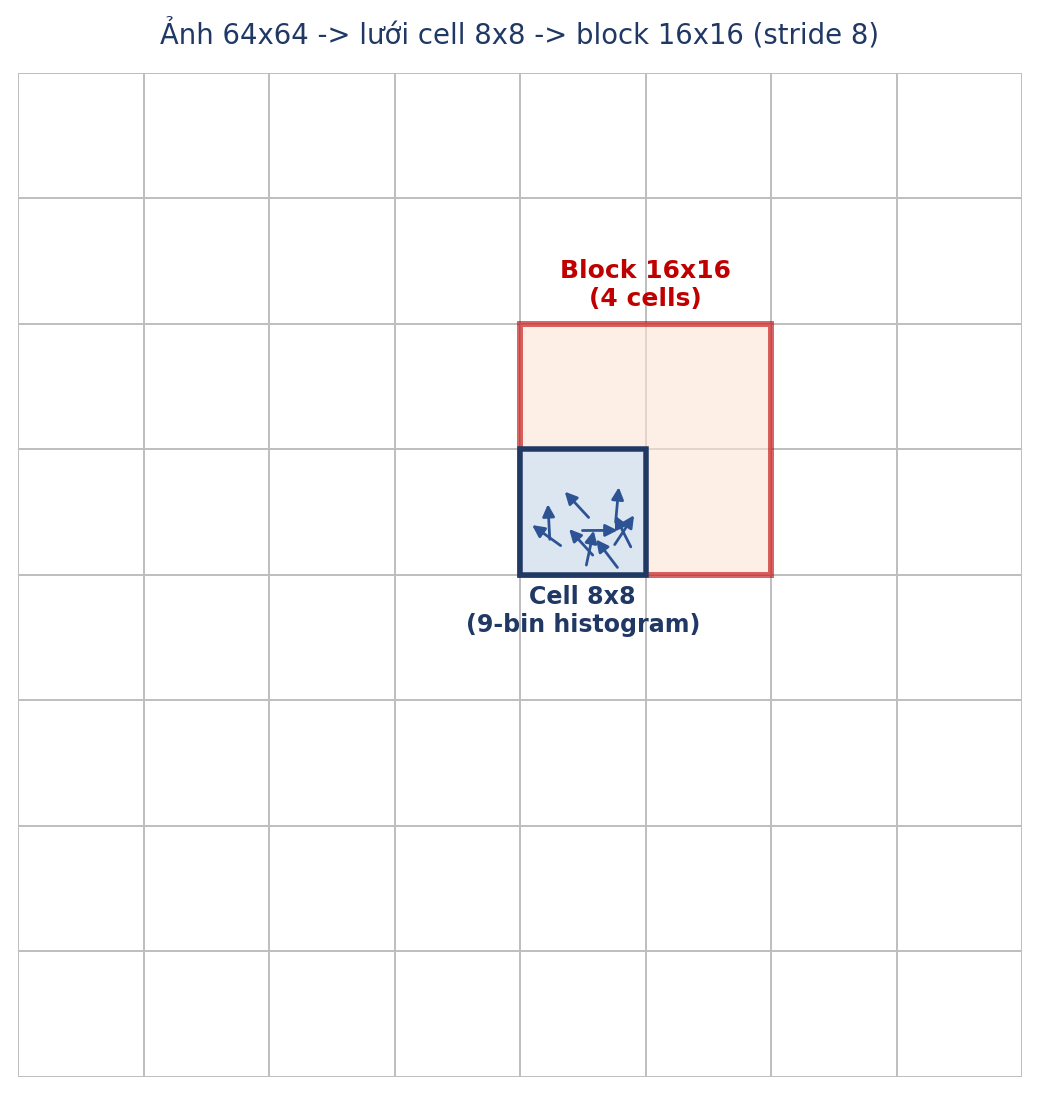 Ảnh 64x64 -> lưới cell 8x8 -> block 16x16 (stride 8)
Block 16x16
(4 cells)
Cell 8x8
(9-bin histogram)